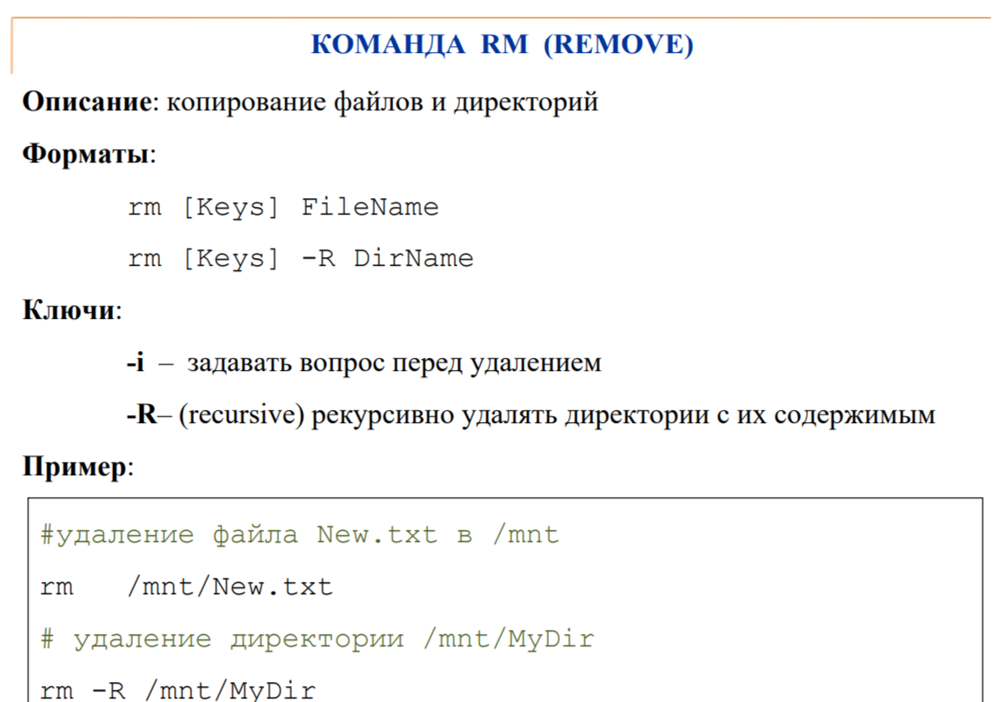 КОМАНДА RM (REMOVE)
Описание: копирование файлов и директорий
Форматы:
rm [Keys] FileName
rm [Keys] -R DirName
Ключи:
-i – задавать вопрос перед удалением
-R– (recursive) рекурсивно удалять директории с их содержимым
Пример:
#удаление файла New.txt в /mnt
rm /mnt/New.txt
# удаление директории /mnt/MyDir
rm -R /mnt/MyDir